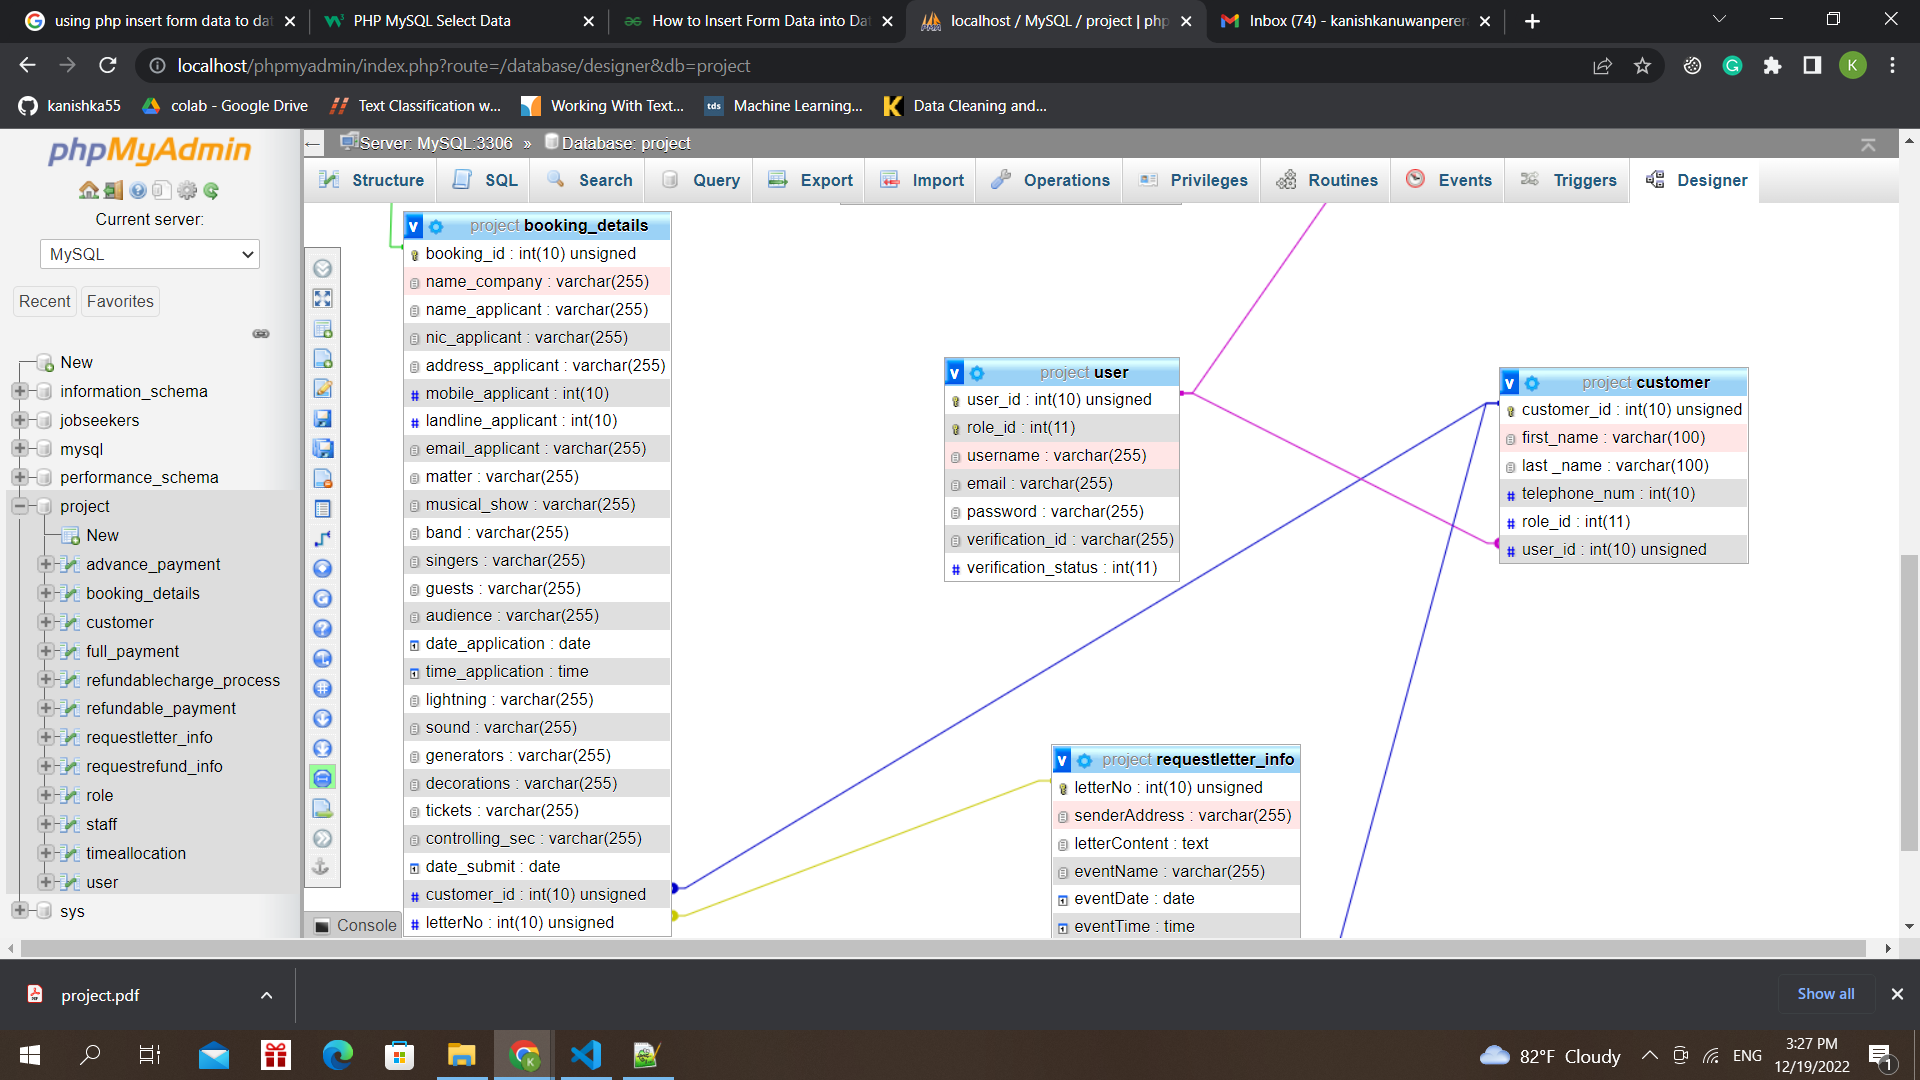 using php insert form data to dat
PHP MySQL Select Data
How to Insert Form Data into Dat
localhost / MySQL / project | php
Inbox (74) - kanishkanuwanperer
localhost/phpmyadmin/index.php?route=/database/designer&db=project
K
kanishka55
colab - Google Drive
Text Classification w...
Working With Text...
tds
Machine Learning...
Data Cleaning and...
phpMyAdmin
Current server:
MySQL
Recent
Favorites
New
information_schema
jobseekers
mysql
performance_schema
project
New
advance_payment
booking_details
customer
full_payment
refundablecharge_process
refundable_payment
requestletter_info
requestrefund_info
role
staff
timeallocation
user
sys
Server: MySQL:3306 » Database: project
Structure
SQL
Search
Query
Export
Import
Operations
Privileges
Routines
Events
Triggers
Designer
v project booking_details
booking_id : int(10) unsigned
name_company : varchar(255)
name_applicant : varchar(255)
nic_applicant : varchar(255)
address_applicant : varchar(255)
# mobile_applicant : int(10)
# landline_applicant : int(10)
email_applicant : varchar(255)
matter : varchar(255)
musical_show : varchar(255)
band : varchar(255)
singers : varchar(255)
guests : varchar(255)
audience : varchar(255)
date_application : date
time_application : time
lightning : varchar(255)
sound : varchar(255)
generators : varchar(255)
decorations : varchar(255)
tickets : varchar(255)
controlling_sec : varchar(255)
date_submit : date
# customer_id : int(10) unsigned
# letterNo : int(10) unsigned
v project user
user_id : int(10) unsigned
role_id : int(11)
username : varchar(255)
email : varchar(255)
password : varchar(255)
verification_id : varchar(255)
# verification_status : int(11)
v project customer
customer_id : int(10) unsigned
first_name : varchar(100)
last _name : varchar(100)
# telephone_num : int(10)
# role_id : int(11)
# user_id : int(10) unsigned
v project requestletter_info
letterNo : int(10) unsigned
senderAddress : varchar(255)
letterContent : text
eventName : varchar(255)
eventDate : date
eventTime : time
Console
project.pdf
Show all
82°F Cloudy
ENG
3:27 PM
12/19/2022
1